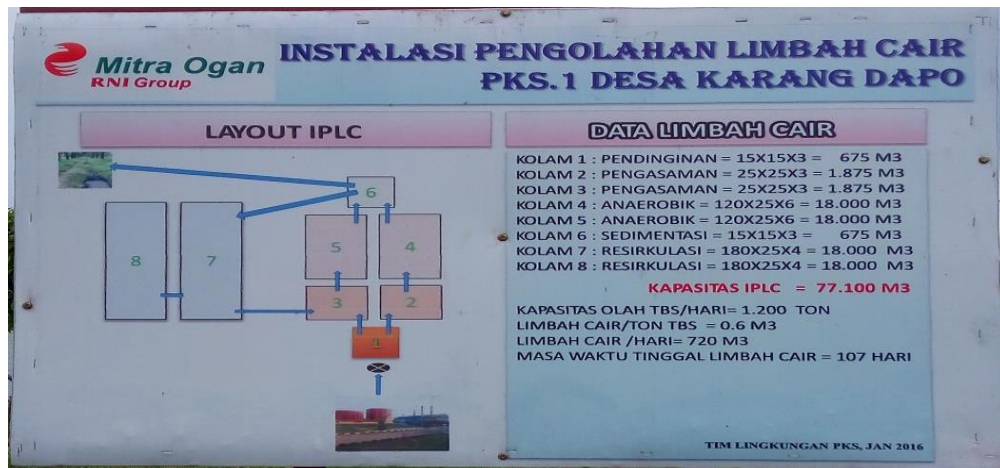 Mitra Ogan
RNI Group
INSTALASI PENGOLAHAN LIMBAH CAIR
PKS.1 DESA KARANG DAPO
LAYOUT IPLC
6
5
4
8
7
3
2
1
DATA LIMBAH CAIR
KOLAM 1 : PENDINGINAN = 15X15X3 = 675 M3
KOLAM 2 : PENGASAMAN = 25X25X3 = 1.875 M3
KOLAM 3 : PENGASAMAN = 25X25X3 = 1.875 M3
KOLAM 4 : ANAEROBIK = 120X25X6 = 18.000 M3
KOLAM 5 : ANAEROBIK = 120X25X6 = 18.000 M3
KOLAM 6 : SEDIMENTASI = 15X15X3 = 675 M3
KOLAM 7 : RESIRKULASI = 180X25X4 = 18.000 M3
KOLAM 8 : RESIRKULASI = 180X25X4 = 18.000 M3
KAPASITAS IPLC = 77.100 M3
KAPASITAS OLAH TBS/HARI= 1.200 TON
LIMBAH CAIR/TON TBS = 0.6 M3
LIMBAH CAIR /HARI= 720 M3
MASA WAKTU TINGGAL LIMBAH CAIR = 107 HARI
TIM LINGKUNGAN PKS, JAN 2016